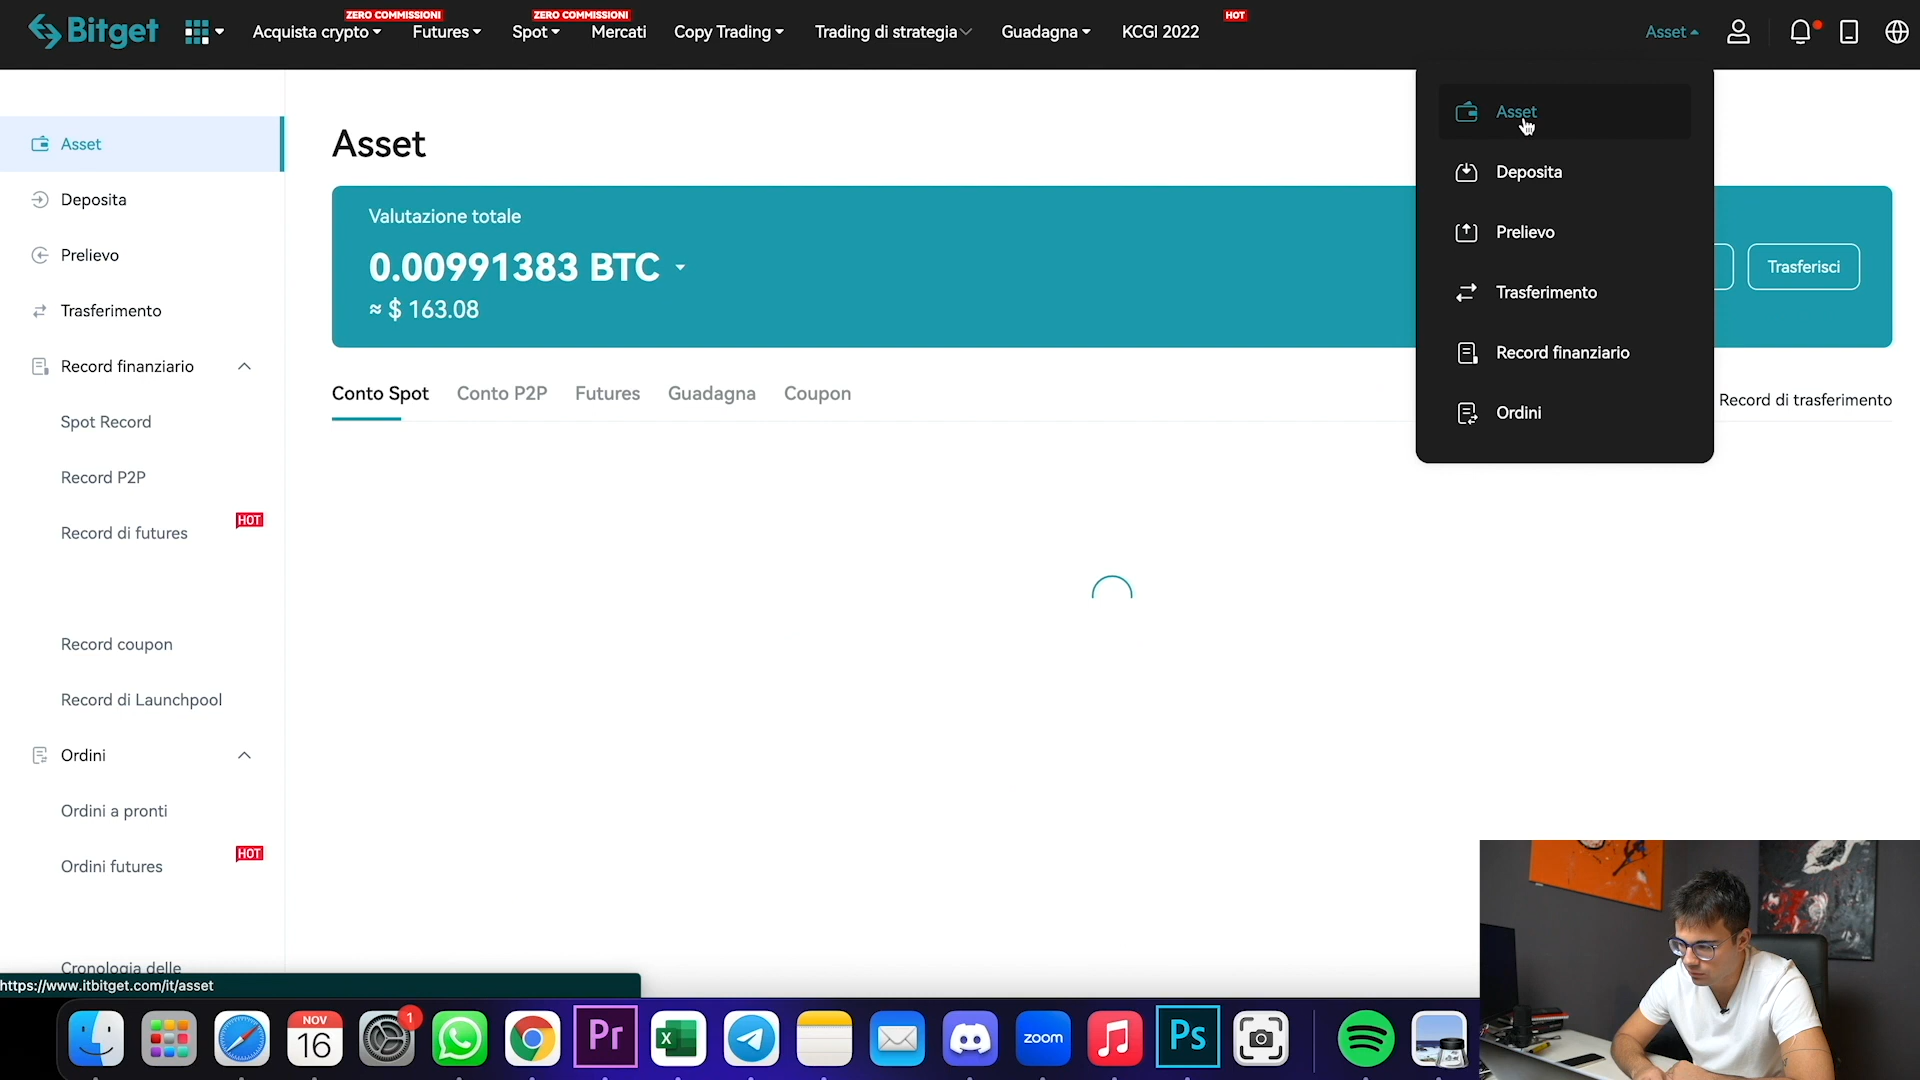 Bitget
Acquista crypto
ZERO COMMISSIONI
Futures
Spot
ZERO COMMISSIONI
Mercati
Copy Trading
Trading di strategia
Guadagna
KCGI 2022
HOT
Asset
Asset
Deposita
Prelievo
Trasferimento
Record finanziario
Spot Record
Record P2P
Record di futures
HOT
Record coupon
Record di Launchpool
Ordini
Ordini a pronti
Ordini futures
HOT
Cronologia delle
https://www.itbitget.com/it/asset
Asset
Valutazione totale
0.00991383 BTC
≈ $ 163.08
Trasferisci
Conto Spot
Conto P2P
Futures
Guadagna
Coupon
Record di trasferimento
Asset
Deposita
Prelievo
Trasferimento
Record finanziario
Ordini
NOV
16
1
Pr
X
zoom
Ps